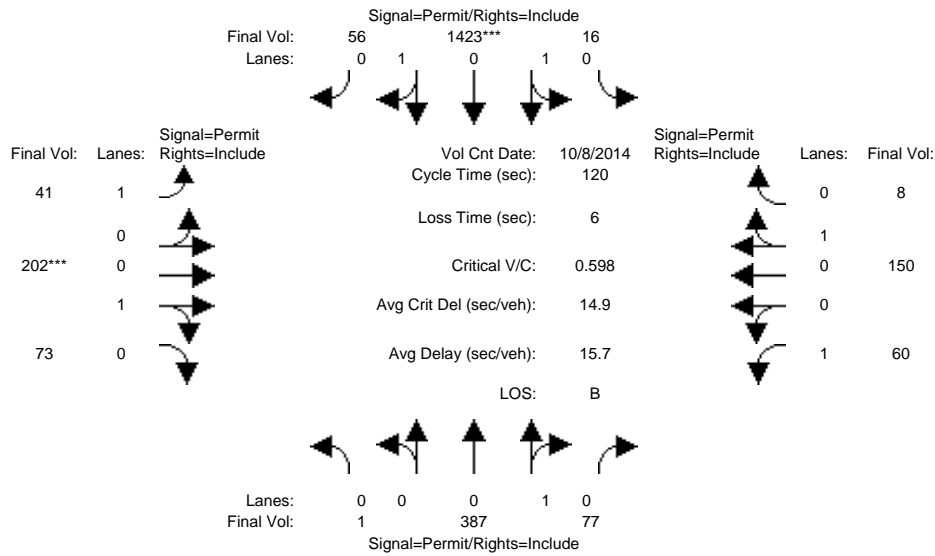 Signal=Permit/Rights=Include
Final Vol: 56 1423*** 16
Lanes: 0 1 0 1 0
Signal=Permit
Final Vol: Lanes: Rights=Include
Vol Cnt Date: 10/8/2014
Signal=Permit
Rights=Include Lanes: Final Vol:
Cycle Time (sec): 120
41 1
0 8
Loss Time (sec): 6
0
1
202*** 0
Critical V/C: 0.598
0 150
1
Avg Crit Del (sec/veh): 14.9
0
73 0
Avg Delay (sec/veh): 15.7
1 60
LOS: B
Lanes: 0 0 0 1 0
Final Vol: 1 387 77
Signal=Permit/Rights=Include